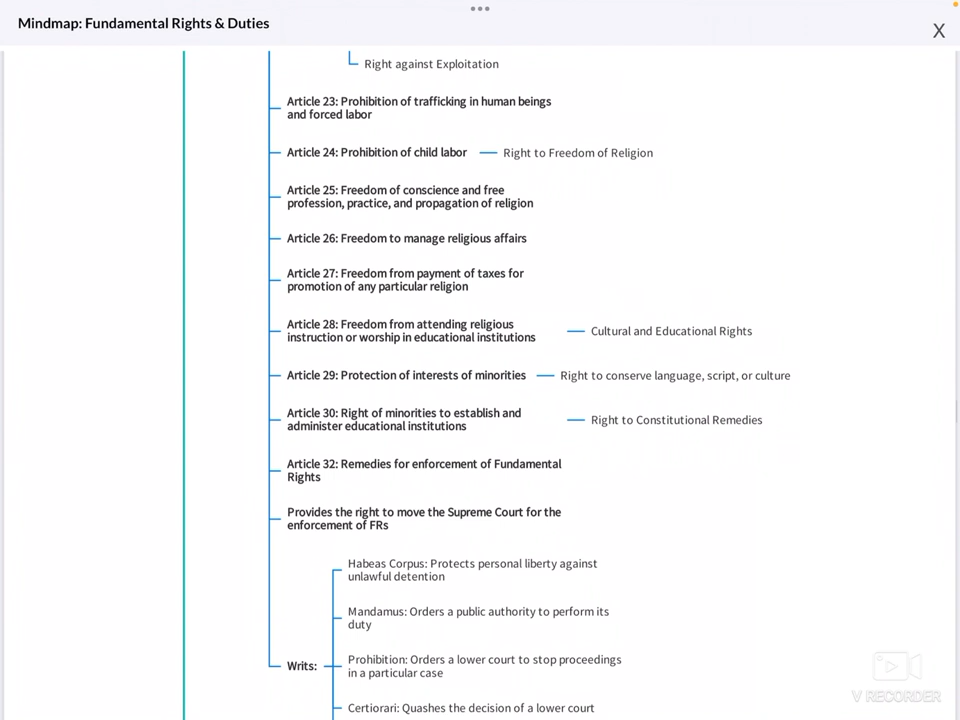 Mindmap: Fundamental Rights & Duties
X
Right against Exploitation
Article 23: Prohibition of trafficking in human beings
and forced labor
Article 24: Prohibition of child labor
Right to Freedom of Religion
Article 25: Freedom of conscience and free
profession, practice, and propagation of religion
Article 26: Freedom to manage religious affairs
Article 27: Freedom from payment of taxes for
promotion of any particular religion
Article 28: Freedom from attending religious
instruction or worship in educational institutions
Cultural and Educational Rights
Article 29: Protection of interests of minorities
Right to conserve language, script, or culture
Article 30: Right of minorities to establish and
administer educational institutions
Right to Constitutional Remedies
Article 32: Remedies for enforcement of Fundamental
Rights
Provides the right to move the Supreme Court for the
enforcement of FRs
Writs:
Habeas Corpus: Protects personal liberty against
unlawful detention
Mandamus: Orders a public authority to perform its
duty
Prohibition: Orders a lower court to stop proceedings
in a particular case
Certiorari: Quashes the decision of a lower court
V RECORDER